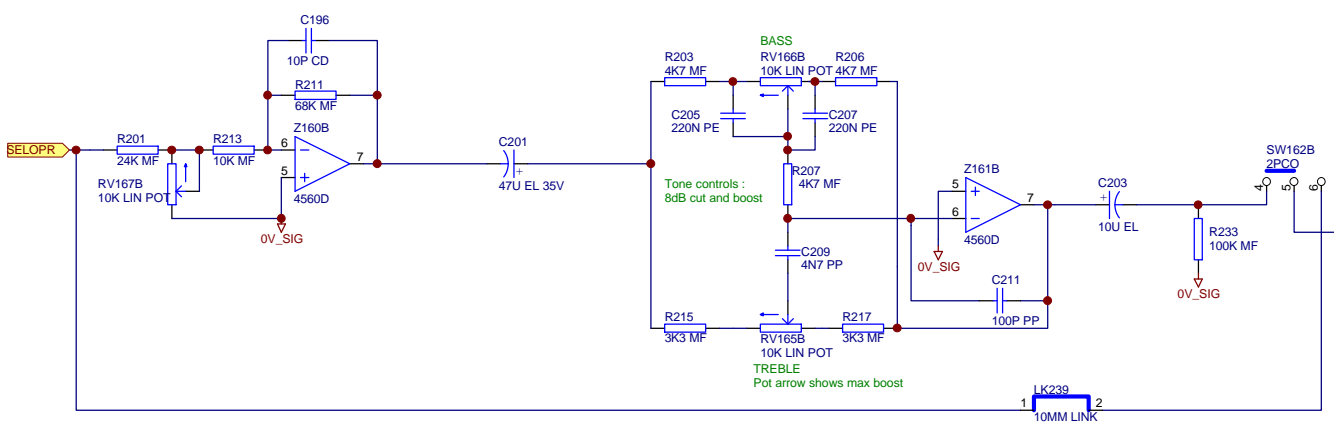 C196
10P CD
R211
68K MF
SELOPR
R201
24K MF
R213
10K MF
RV167B
10K LIN POT
Z160B
6
5
7
4560D
0V_SIG
C201
+
47U EL 35V
BASS
R203
4K7 MF
RV166B
10K LIN POT
R206
4K7 MF
C205
220N PE
C207
220N PE
R207
4K7 MF
Tone controls :
8dB cut and boost
C209
4N7 PP
Z161B
5
6
7
4560D
0V_SIG
C211
100P PP
R215
3K3 MF
RV165B
10K LIN POT
R217
3K3 MF
TREBLE
Pot arrow shows max boost
C203
+
10U EL
R233
100K MF
0V_SIG
SW162B
2PCO
4
5
6
LK239
1
2
10MM LINK